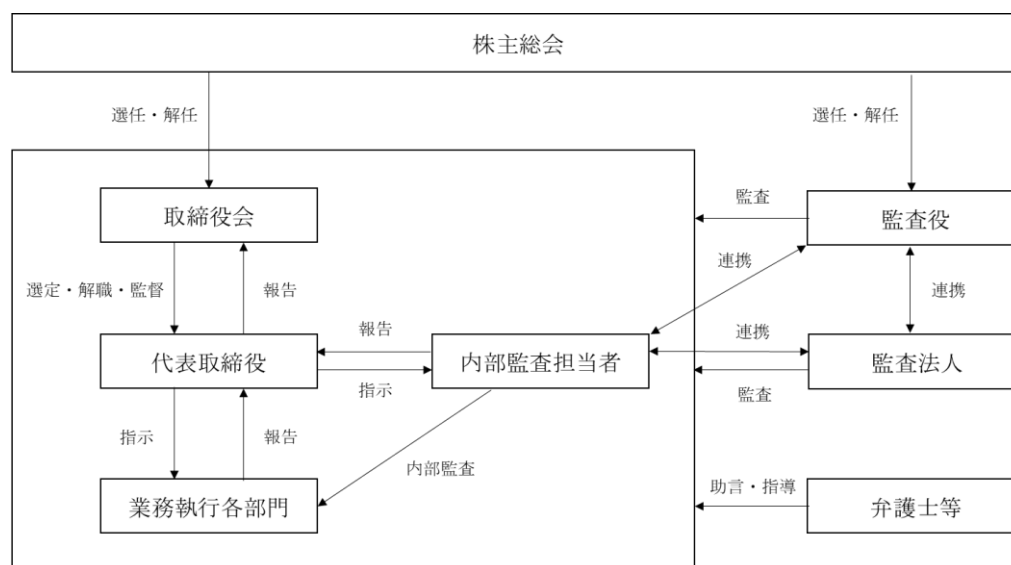 株主総会
選任・解任
選任・解任
取締役会
監査
監査役
連携
選定・解職・監督
報告
連携
報告
連携
代表取締役
内部監査担当者
監査法人
指示
監査
指示
報告
内部監査
助言・指導
業務執行各部門
弁護士等